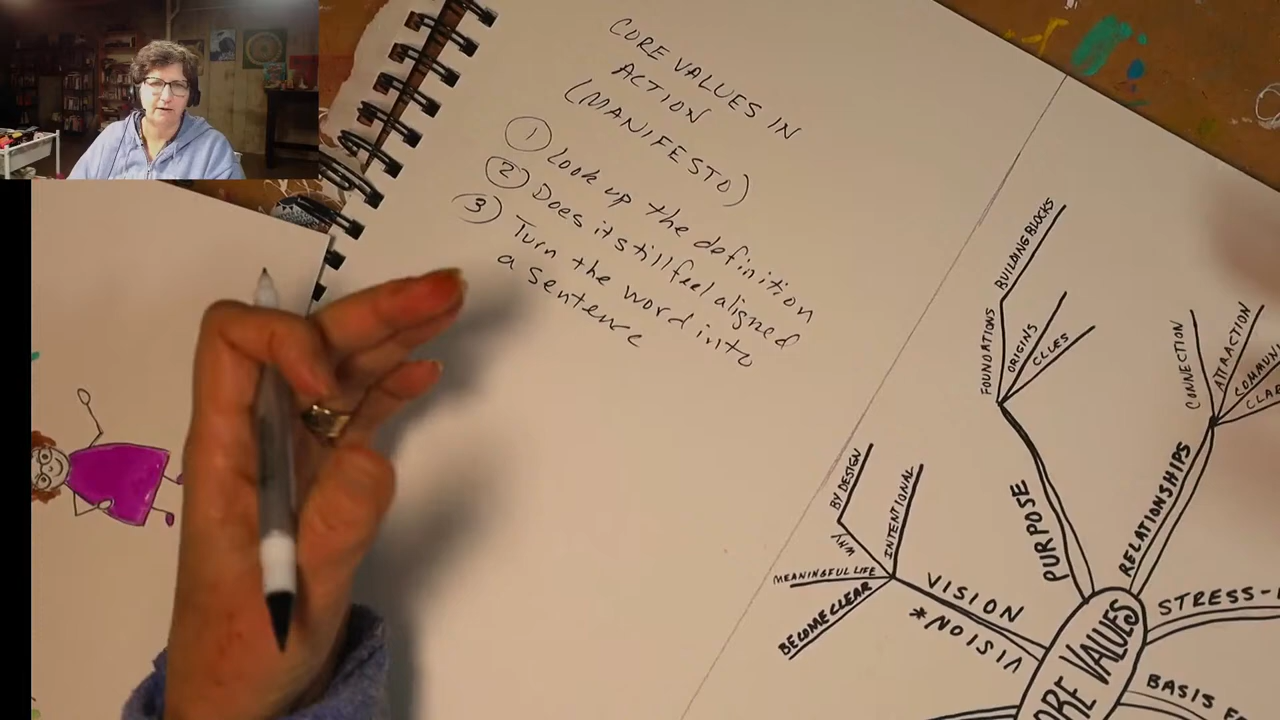 CORE VALUES IN
ACTION
(MANIFESTO)
① Look up the definition
② Does it still feel aligned
③ Turn the word into
a sentence
BUILDING BLOCKS
FOUNDATIONS
ORIGINS
CLUES
PURPOSE
CONNECTION
ATTRACTION
RELATIONSHIPS
BY DESIGN
WHY
INTENTIONAL
MEANINGFUL LIFE
BECOME CLEAR
VISION
VISION*
STRESS-
BASIS
VALUES